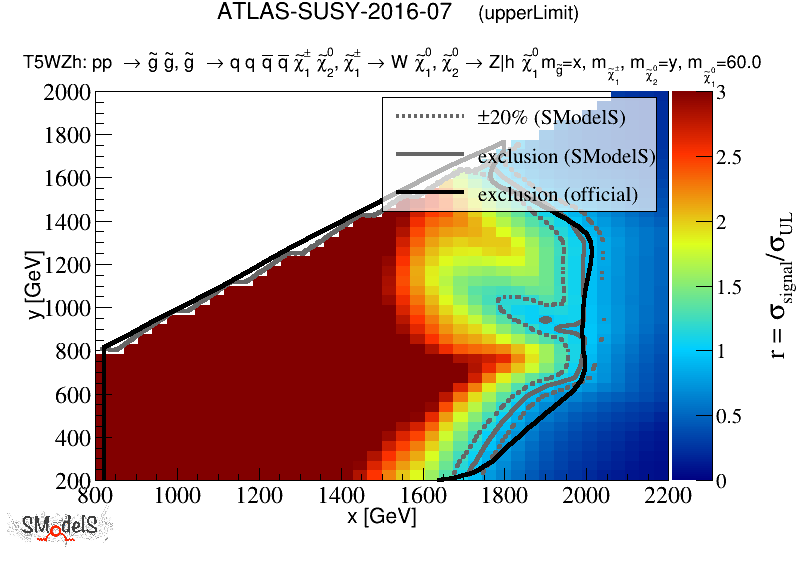 ATLAS-SUSY-2016-07 (upperLimit)
T5WZh: pp → g̃ g̃, g̃ → q q q̅ q̅ χ̃₁± χ̃₂⁰, χ̃₁± → W χ̃₁⁰, χ̃₂⁰ → Z|h χ̃₁⁰ m_g̃=x, m_χ̃₁±=y, m_χ̃₂⁰=y, m_χ̃₁⁰=60.0
±20% (SModelS)
exclusion (SModelS)
exclusion (official)
2000
1800
1600
1400
1200
1000
800
600
400
200
y [GeV]
800 1000 1200 1400 1600 1800 2000 2200
x [GeV]
3
2.5
2
1.5
1
0.5
0
r = σ_signal/σ_UL
SModelS